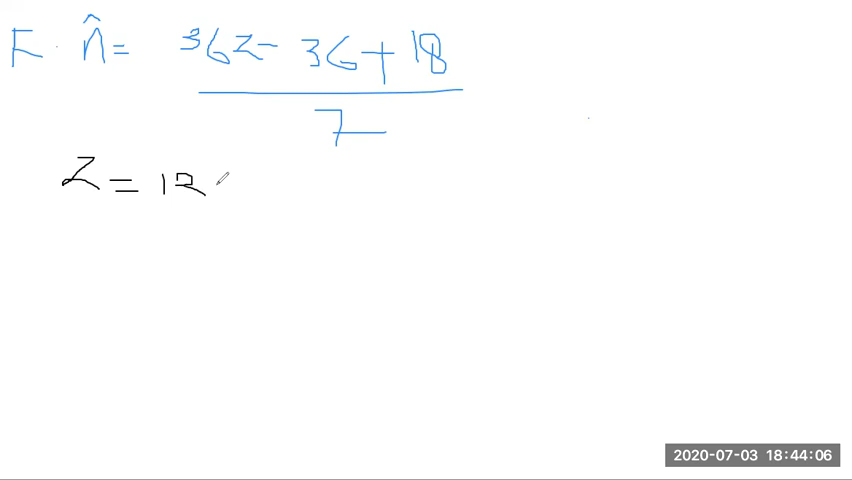 F · n̂ = 36z - 36 + 18
7
z = 12
2020-07-03 18:44:06